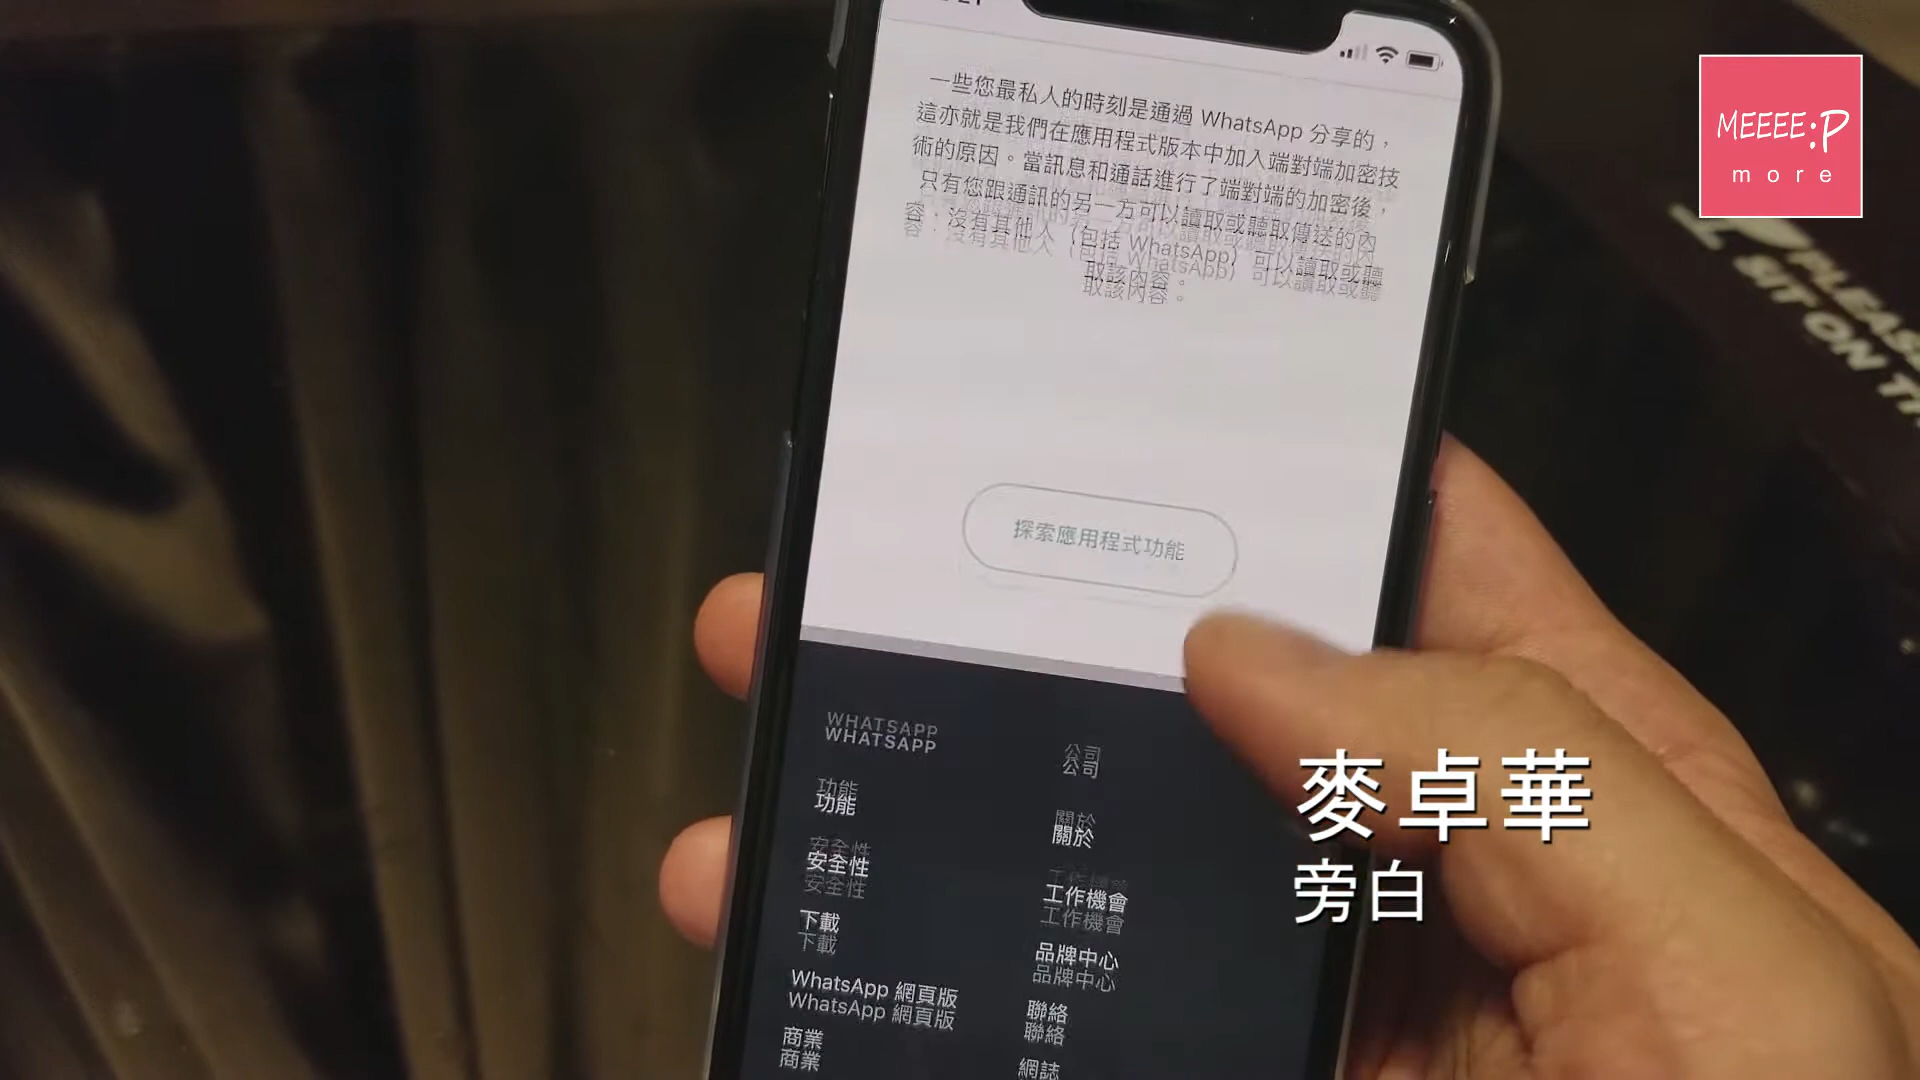 一些您最私人的時刻是通過 WhatsApp 分享的，
這亦就是我們在應用程式版本中加入端對端加密技
術的原因。當訊息和通話進行了端對端的加密後，
只有您跟通訊的另一方可以讀取或聽取傳送的內
容：沒有其他人（包括 WhatsApp）可以讀取或聽
取該內容。
探索應用程式功能
WHATSAPP
功能
安全性
下載
WhatsApp 網頁版
商業
公司
關於
工作機會
品牌中心
聯絡
網誌
MEEEE:P
more
PLEASE
SIT ON
麥卓華
旁白